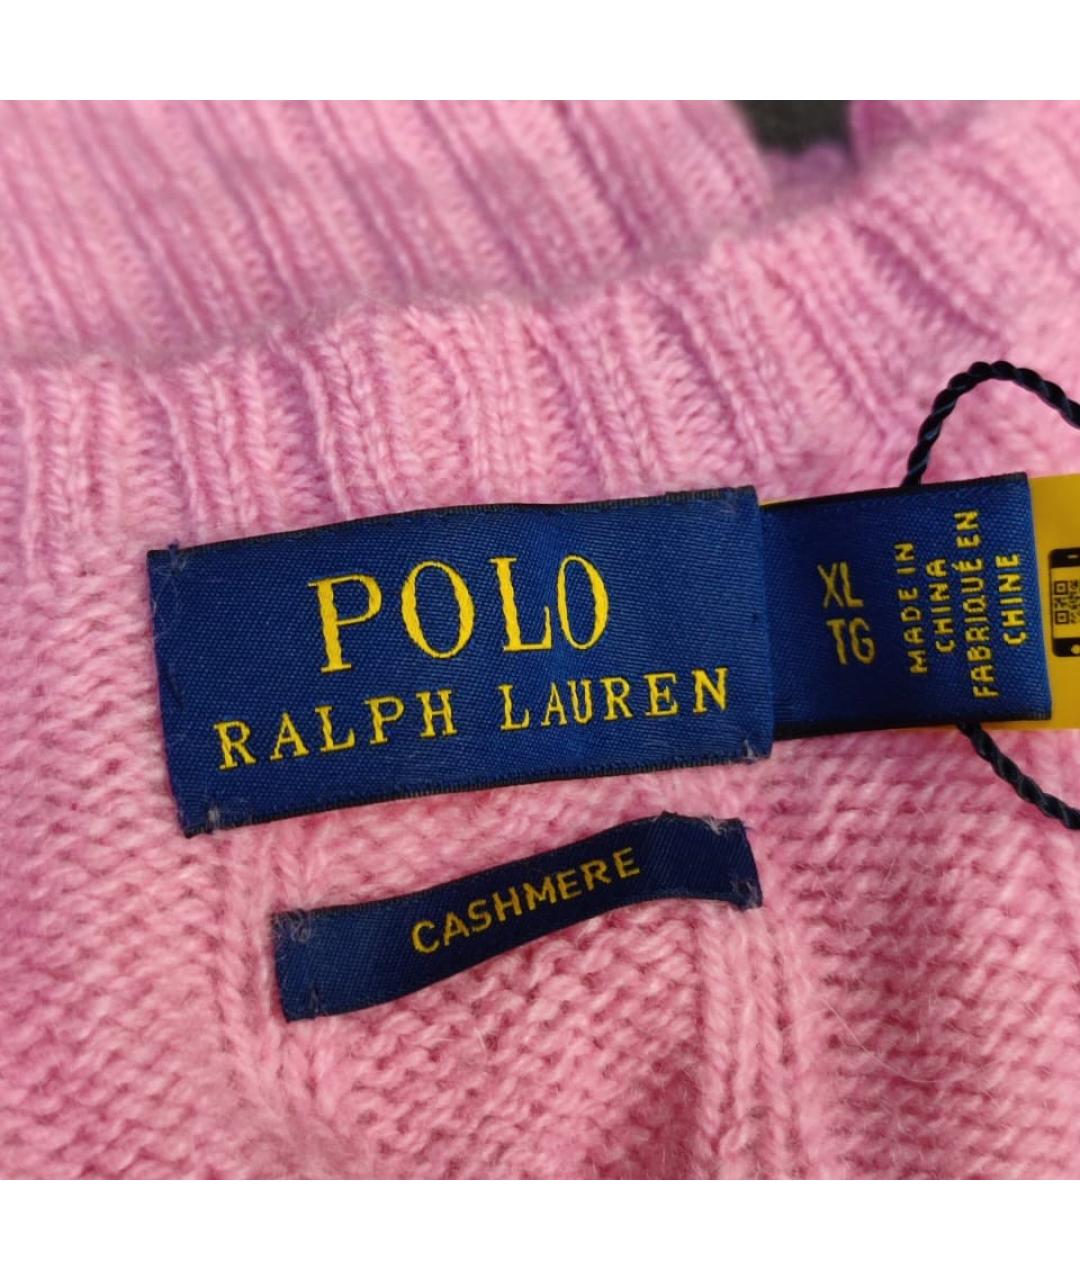 POLO
RALPH LAUREN
XL
TG
MADE IN
CHINA
FABRIQUÉ EN
CHINE
CASHMERE